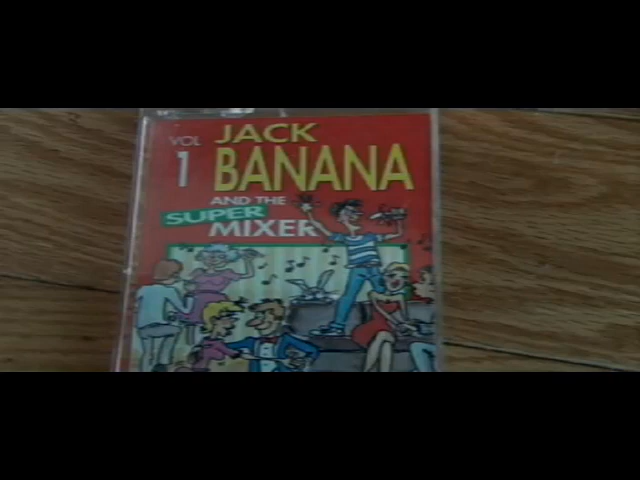 VOL 1
JACK
BANANA
AND THE
SUPER
MIXER